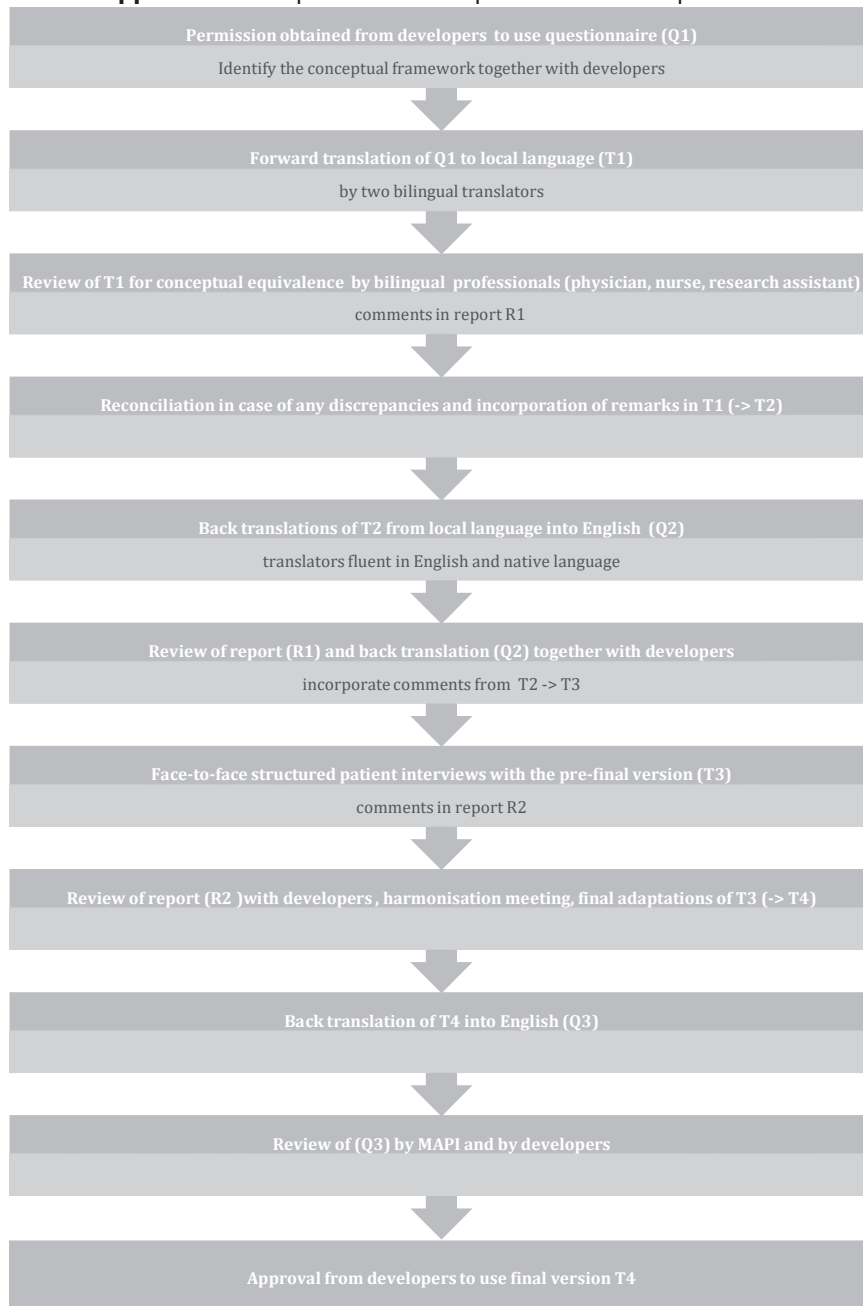 Permission obtained from developers to use questionnaire (Q1)
Identify the conceptual framework together with developers
Forward translation of Q1 to local language (T1)
by two bilingual translators
Review of T1 for conceptual equivalence by bilingual professionals (physician, nurse, research assistant)
comments in report R1
Reconciliation in case of any discrepancies and incorporation of remarks in T1 (-> T2)
Back translations of T2 from local language into English (Q2)
translators fluent in English and native language
Review of report (R1) and back translation (Q2) together with developers
incorporate comments from T2 -> T3
Face-to-face structured patient interviews with the pre-final version (T3)
comments in report R2
Review of report (R2 )with developers , harmonisation meeting, final adaptations of T3 (-> T4)
Back translation of T4 into English (Q3)
Review of (Q3) by MAPI and by developers
Approval from developers to use final version T4